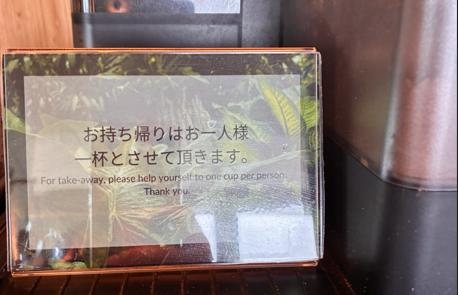 お持ち帰りはお一人様
一杯とさせて頂きます。
For take-away, please help yourself to one cup per person.
Thank you.